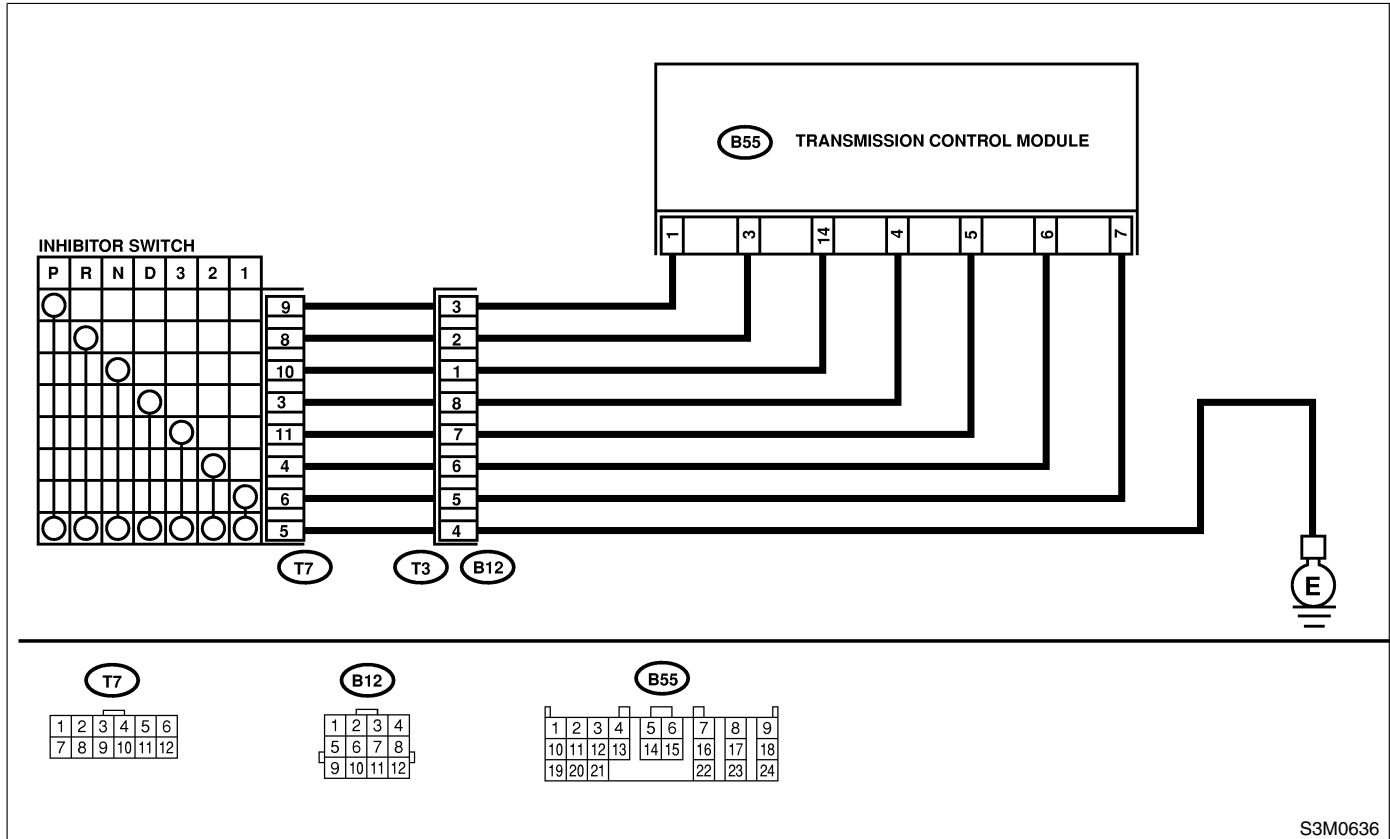 B55 TRANSMISSION CONTROL MODULE
1 3 14 4 5 6 7
INHIBITOR SWITCH
P R N D 3 2 1
9 3
8 2
10 1
3 8
11 7
4 6
6 5
5 4
T7 T3 B12
E
T7 B12 B55
1 2 3 4 5 6
7 8 9 10 11 12
1 2 3 4
5 6 7 8
9 10 11 12
1 2 3 4 5 6 7 8 9
10 11 12 13 14 15 16 17 18
19 20 21 22 23 24
S3M0636